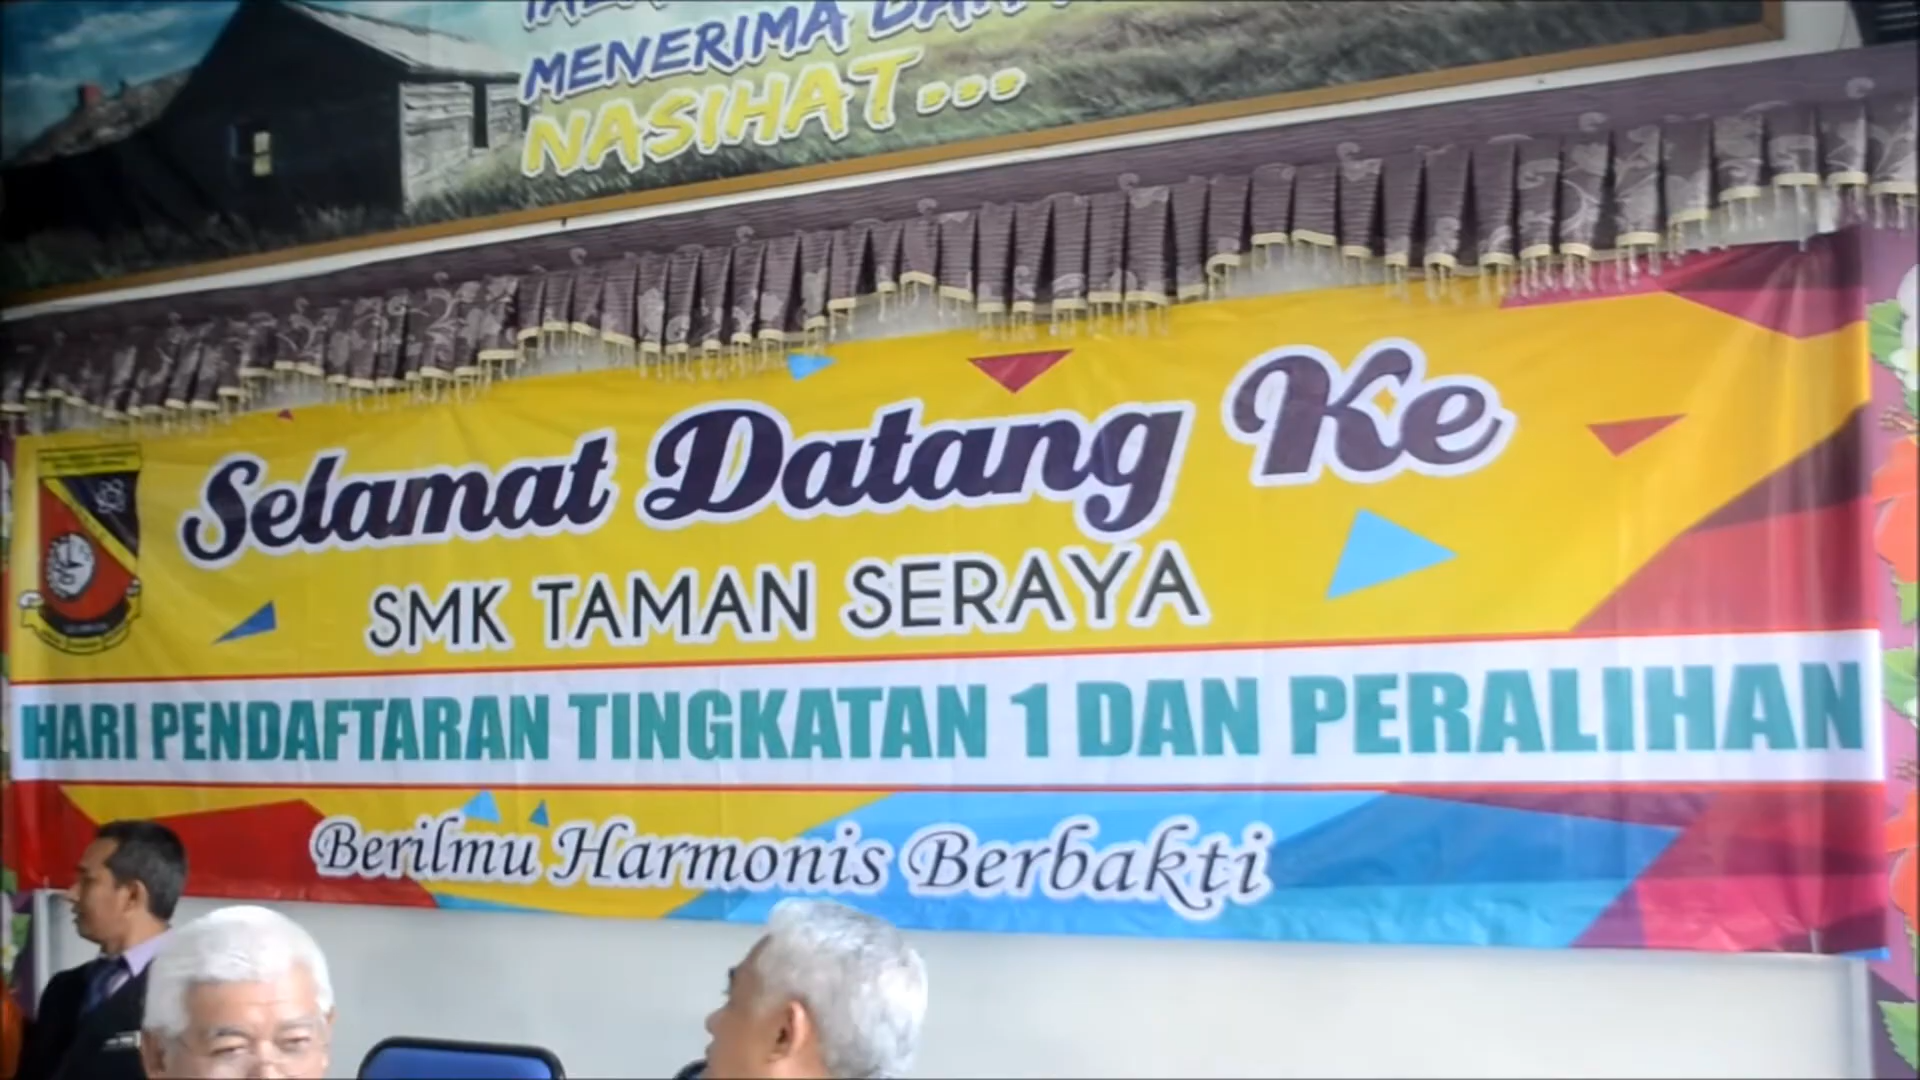 MENERIMA
NASIHAT...
Selamat Datang Ke
SMK TAMAN SERAYA
HARI PENDAFTARAN TINGKATAN 1 DAN PERALIHAN
Berilmu Harmonis Berbakti